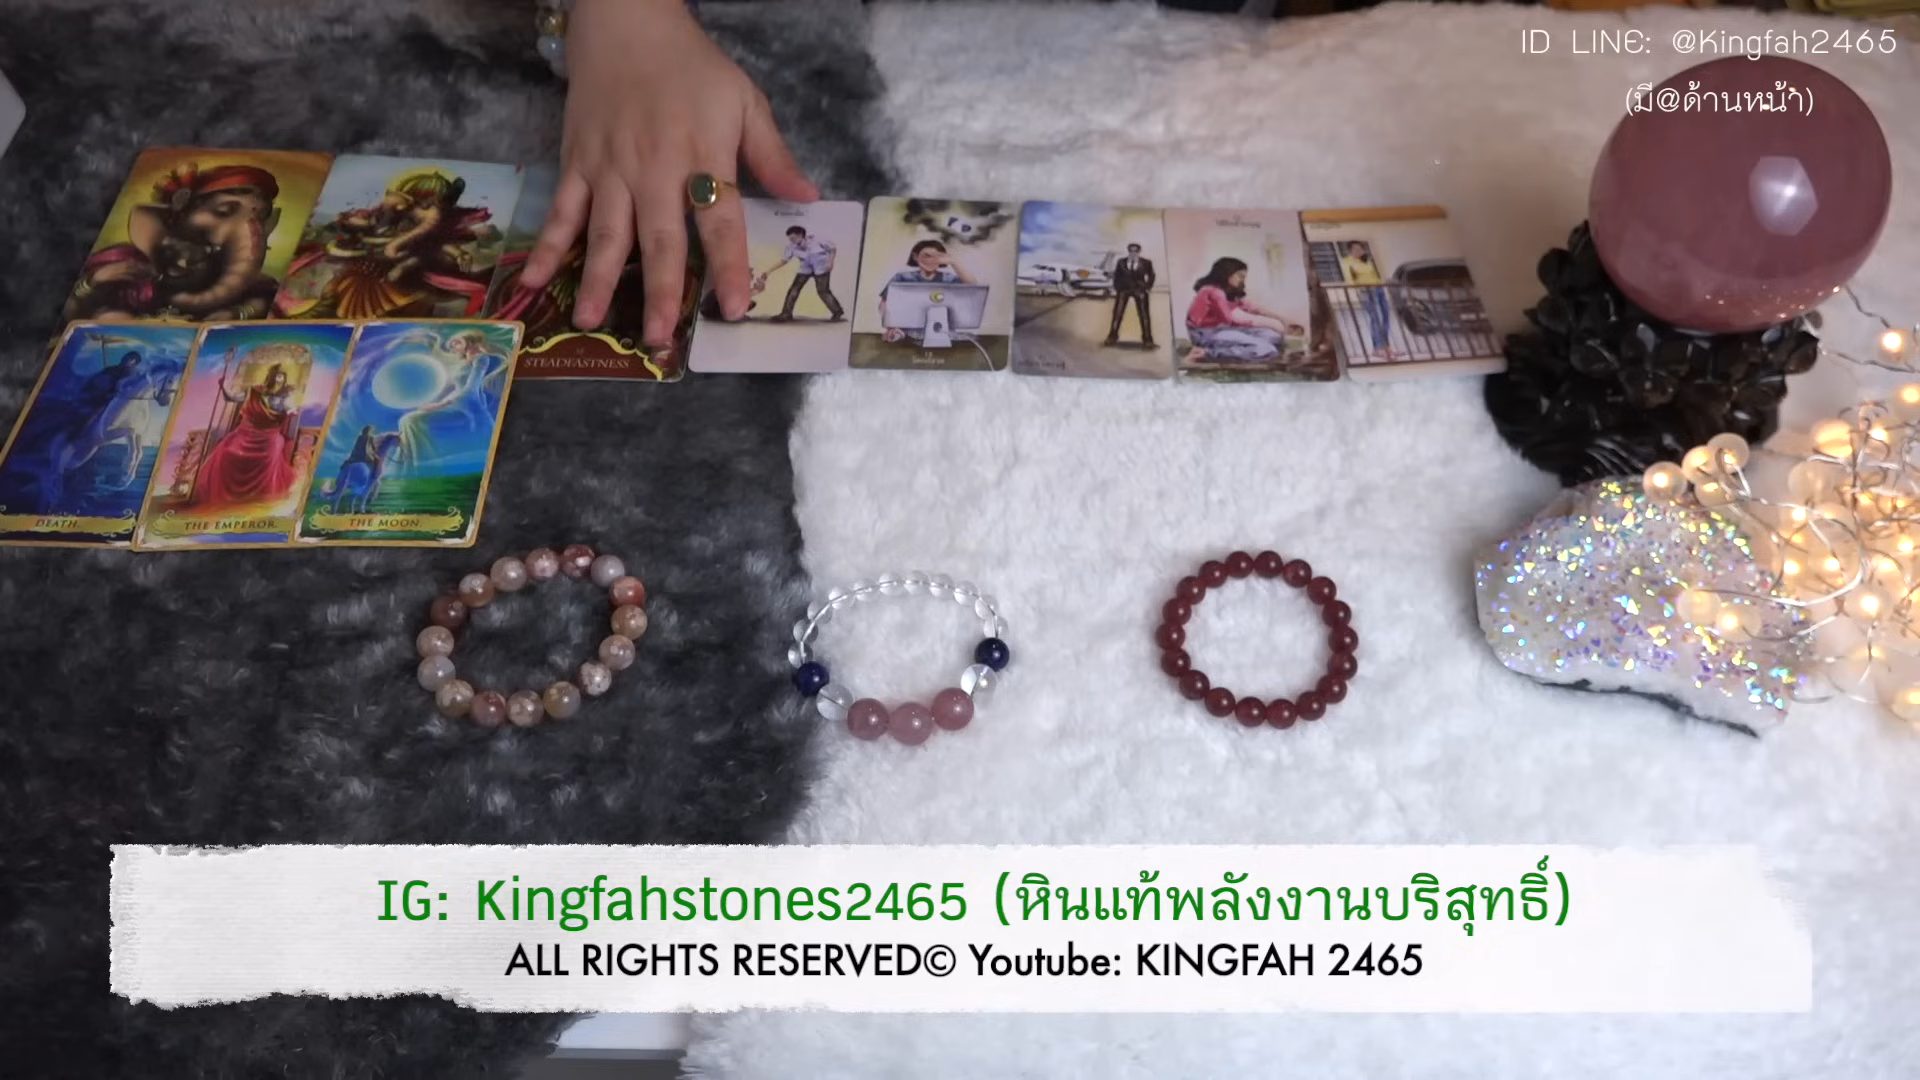 ID LINE: @Kingfah2465
(มี@ด้านหน้า)
STEADFASTNESS
DEATH.
THE EMPEROR.
THE MOON.
IG: Kingfahstones2465 (หินแท้พลังงานบริสุทธิ์)
ALL RIGHTS RESERVED© Youtube: KINGFAH 2465